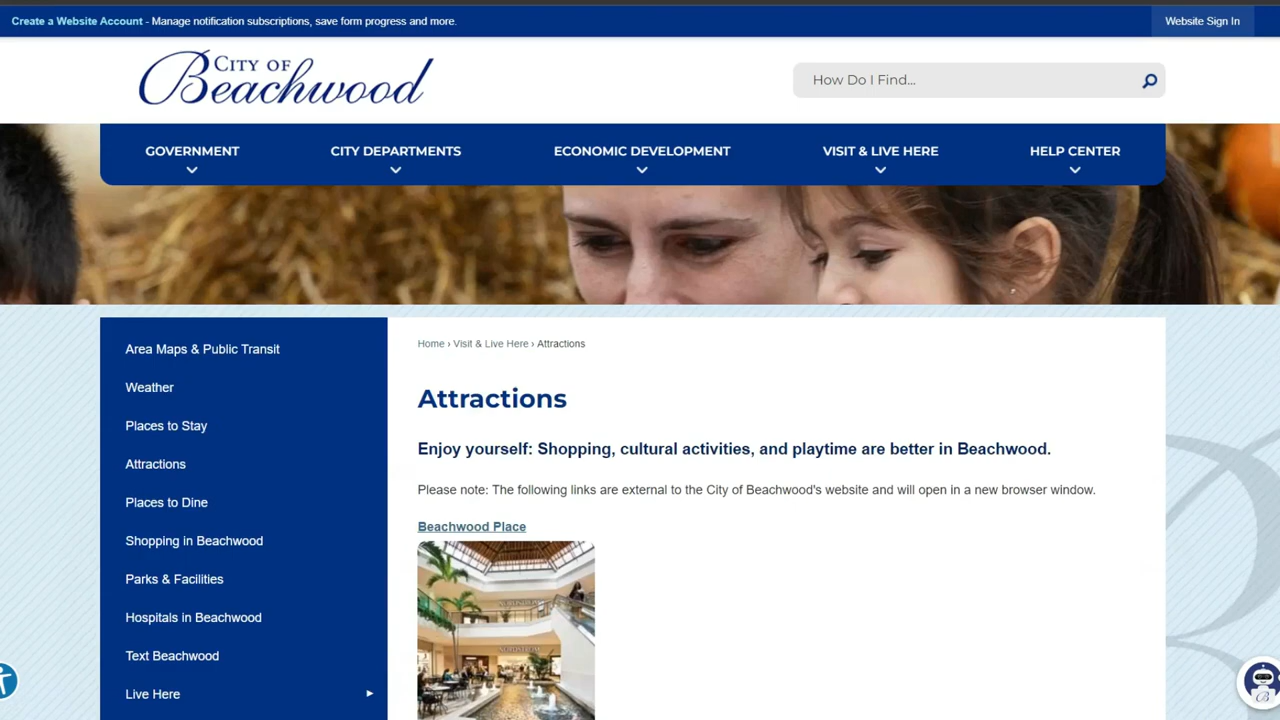 Create a Website Account - Manage notification subscriptions, save form progress and more.
Website Sign In
CITY OF
Beachwood
How Do I Find...
GOVERNMENT
CITY DEPARTMENTS
ECONOMIC DEVELOPMENT
VISIT & LIVE HERE
HELP CENTER
Area Maps & Public Transit
Weather
Places to Stay
Attractions
Places to Dine
Shopping in Beachwood
Parks & Facilities
Hospitals in Beachwood
Text Beachwood
Live Here
Home › Visit & Live Here › Attractions
Attractions
Enjoy yourself: Shopping, cultural activities, and playtime are better in Beachwood.
Please note: The following links are external to the City of Beachwood's website and will open in a new browser window.
Beachwood Place
NORDSTROM
NORDSTROM